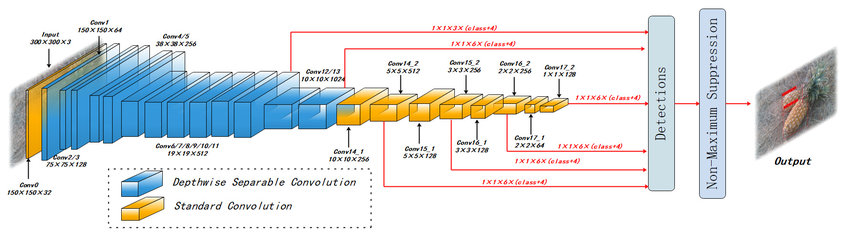 Input
300×300×3
Conv1
150×150×64
Conv4/5
38×38×256
1×1×3×(class+4)
1×1×6×(class+4)
Conv12/13
10×10×1024
Conv14_2
5×5×512
Conv15_2
3×3×256
Conv16_2
2×2×256
Conv17_2
1×1×128
1×1×6×(class+4)
Conv0
150×150×32
Conv2/3
75×75×128
Conv6/7/8/9/10/11
19×19×512
Conv14_1
10×10×256
Conv15_1
5×5×128
Conv16_1
3×3×128
Conv17_1
2×2×64
1×1×6×(class+4)
1×1×6×(class+4)
1×1×6×(class+4)
Detections
Non-Maximum Suppression
Output
Depthwise Separable Convolution
Standard Convolution